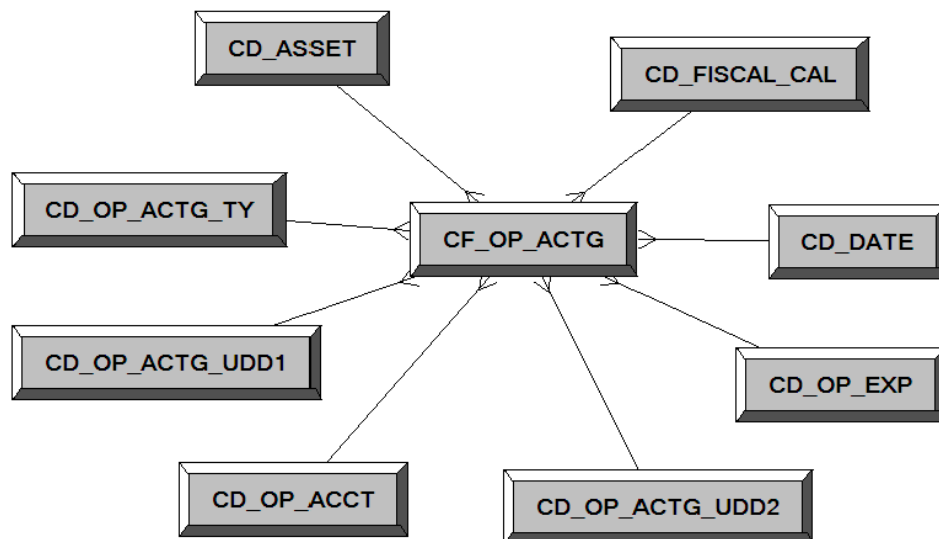 CD_ASSET
CD_FISCAL_CAL
CD_OP_ACTG_TY
CF_OP_ACTG
CD_DATE
CD_OP_ACTG_UDD1
CD_OP_EXP
CD_OP_ACCT
CD_OP_ACTG_UDD2